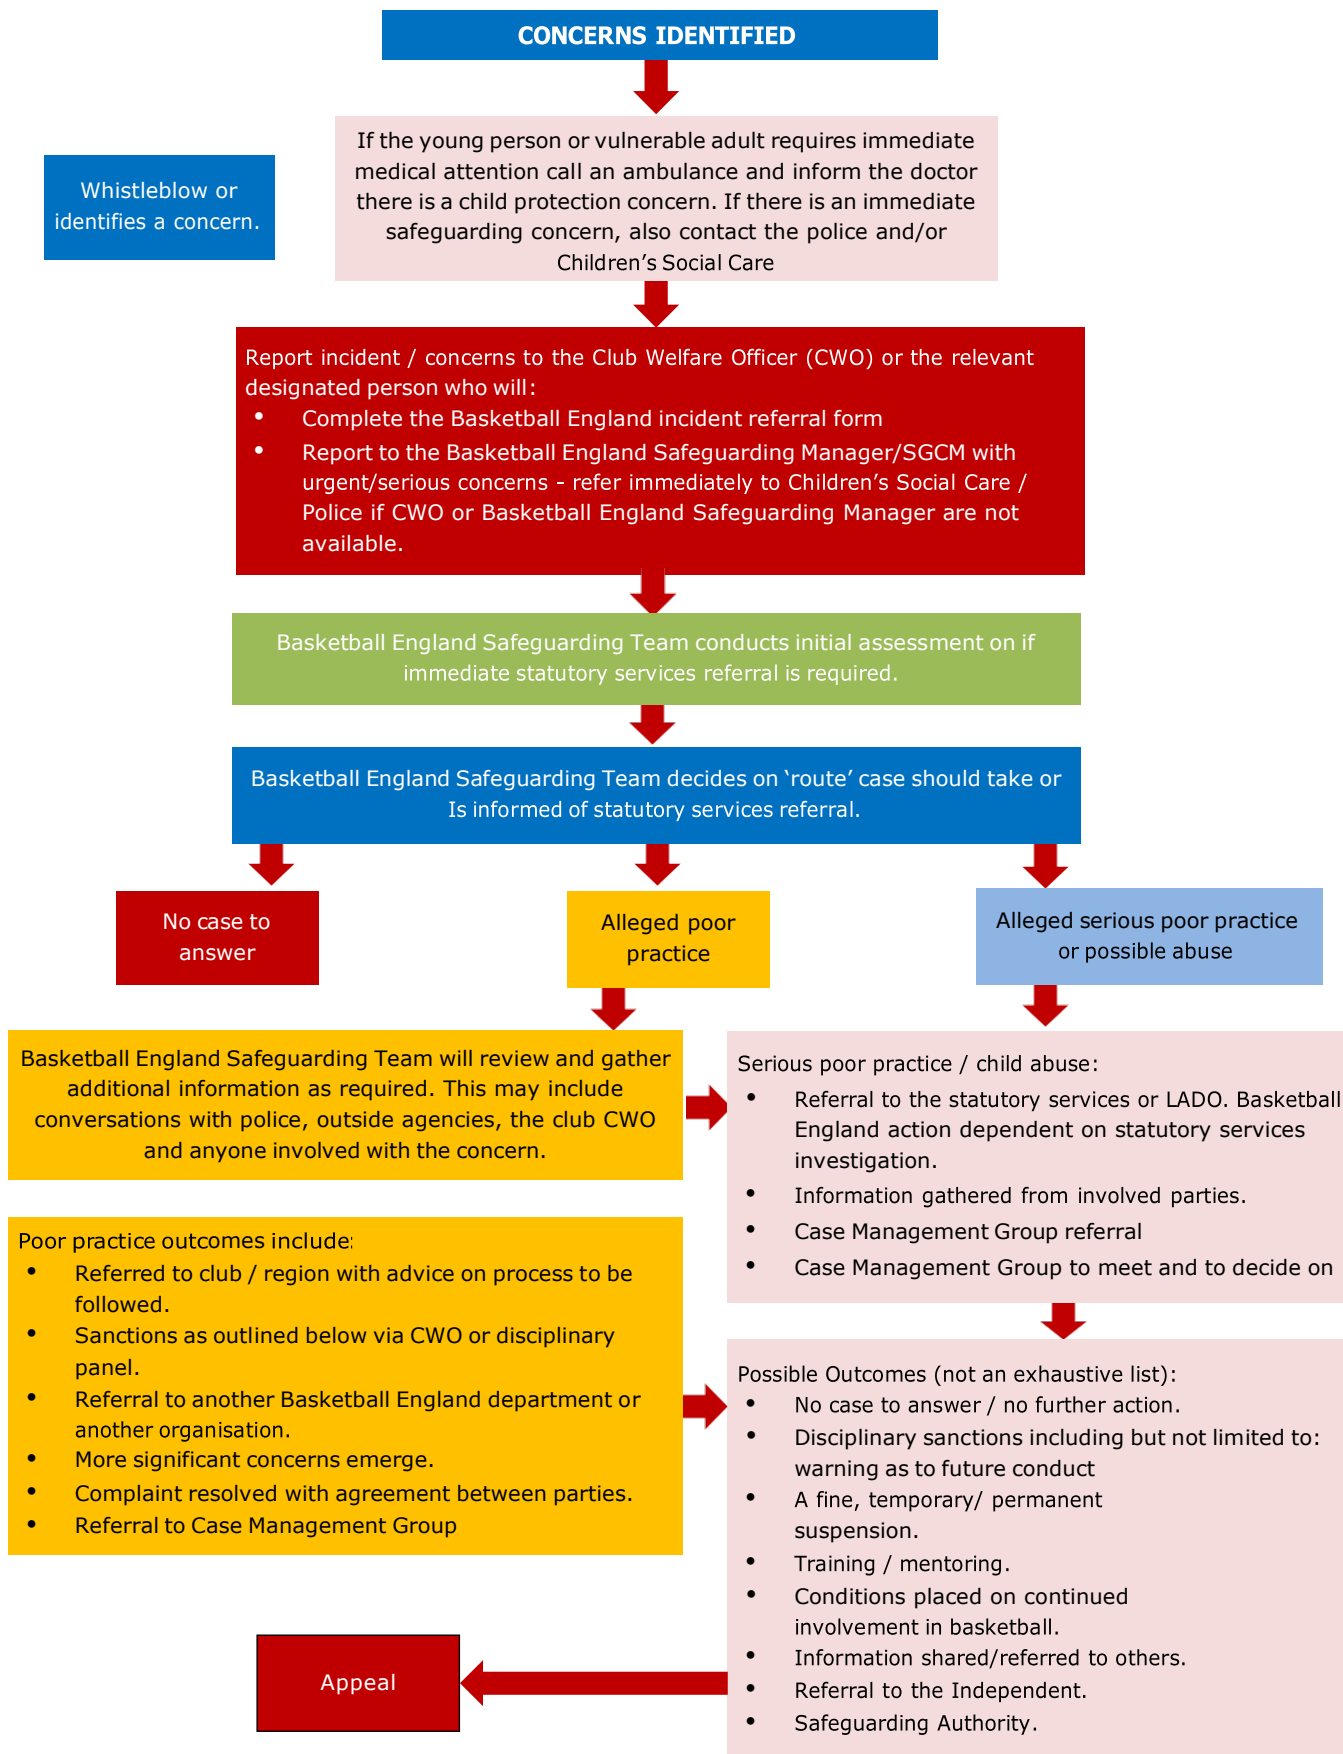 CONCERNS IDENTIFIED
Whistleblow or
identifies a concern.
If the young person or vulnerable adult requires immediate
medical attention call an ambulance and inform the doctor
there is a child protection concern. If there is an immediate
safeguarding concern, also contact the police and/or
Children’s Social Care
Report incident / concerns to the Club Welfare Officer (CWO) or the relevant
designated person who will:
• Complete the Basketball England incident referral form
• Report to the Basketball England Safeguarding Manager/SGCM with
urgent/serious concerns - refer immediately to Children’s Social Care /
Police if CWO or Basketball England Safeguarding Manager are not
available.
Basketball England Safeguarding Team conducts initial assessment on if
immediate statutory services referral is required.
Basketball England Safeguarding Team decides on ‘route’ case should take or
Is informed of statutory services referral.
No case to
answer
Alleged poor
practice
Alleged serious poor practice
or possible abuse
Basketball England Safeguarding Team will review and gather
additional information as required. This may include
conversations with police, outside agencies, the club CWO
and anyone involved with the concern.
Serious poor practice / child abuse:
• Referral to the statutory services or LADO. Basketball
England action dependent on statutory services
investigation.
• Information gathered from involved parties.
• Case Management Group referral
• Case Management Group to meet and to decide on
Poor practice outcomes include:
• Referred to club / region with advice on process to be
followed.
• Sanctions as outlined below via CWO or disciplinary
panel.
• Referral to another Basketball England department or
another organisation.
• More significant concerns emerge.
• Complaint resolved with agreement between parties.
• Referral to Case Management Group
Possible Outcomes (not an exhaustive list):
• No case to answer / no further action.
• Disciplinary sanctions including but not limited to:
warning as to future conduct
• A fine, temporary/ permanent
suspension.
• Training / mentoring.
• Conditions placed on continued
involvement in basketball.
• Information shared/referred to others.
• Referral to the Independent.
• Safeguarding Authority.
Appeal